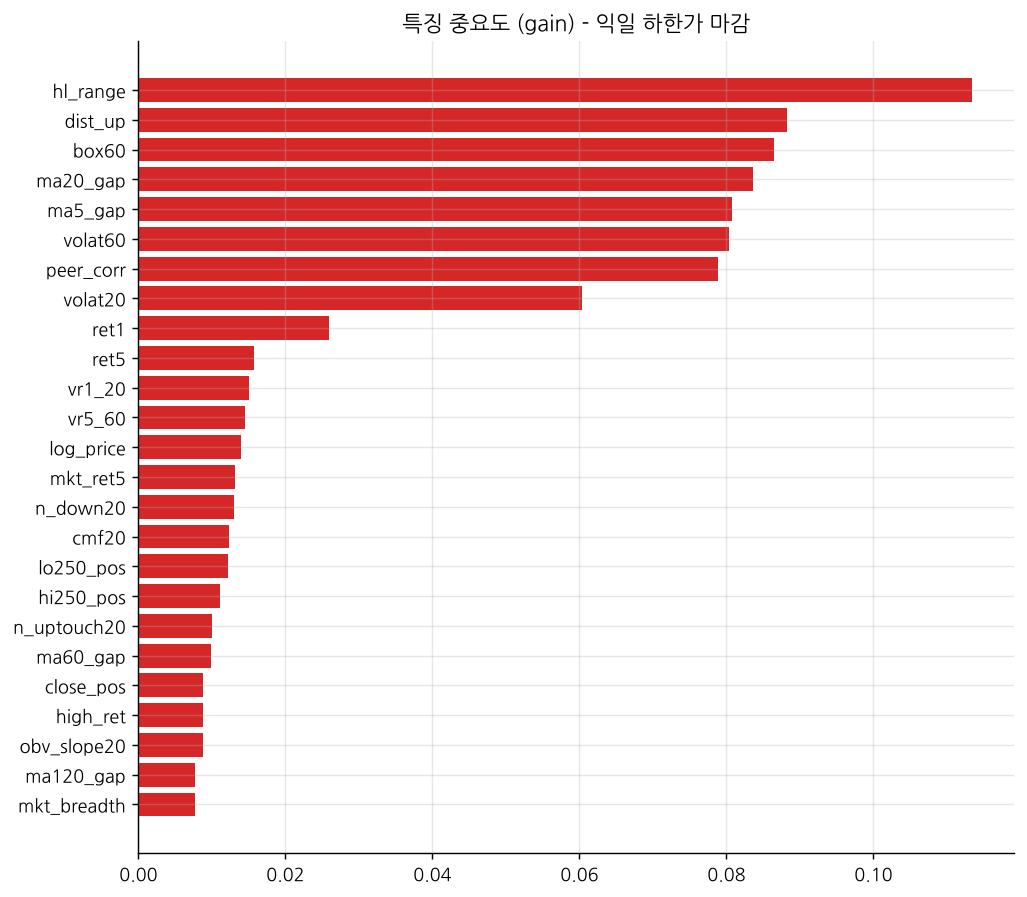 특징 중요도 (gain) - 익일 하한가 마감
hl_range
dist_up
box60
ma20_gap
ma5_gap
volat60
peer_corr
volat20
ret1
ret5
vr1_20
vr5_60
log_price
mkt_ret5
n_down20
cmf20
lo250_pos
hi250_pos
n_uptouch20
ma60_gap
close_pos
high_ret
obv_slope20
ma120_gap
mkt_breadth
0.00 0.02 0.04 0.06 0.08 0.10